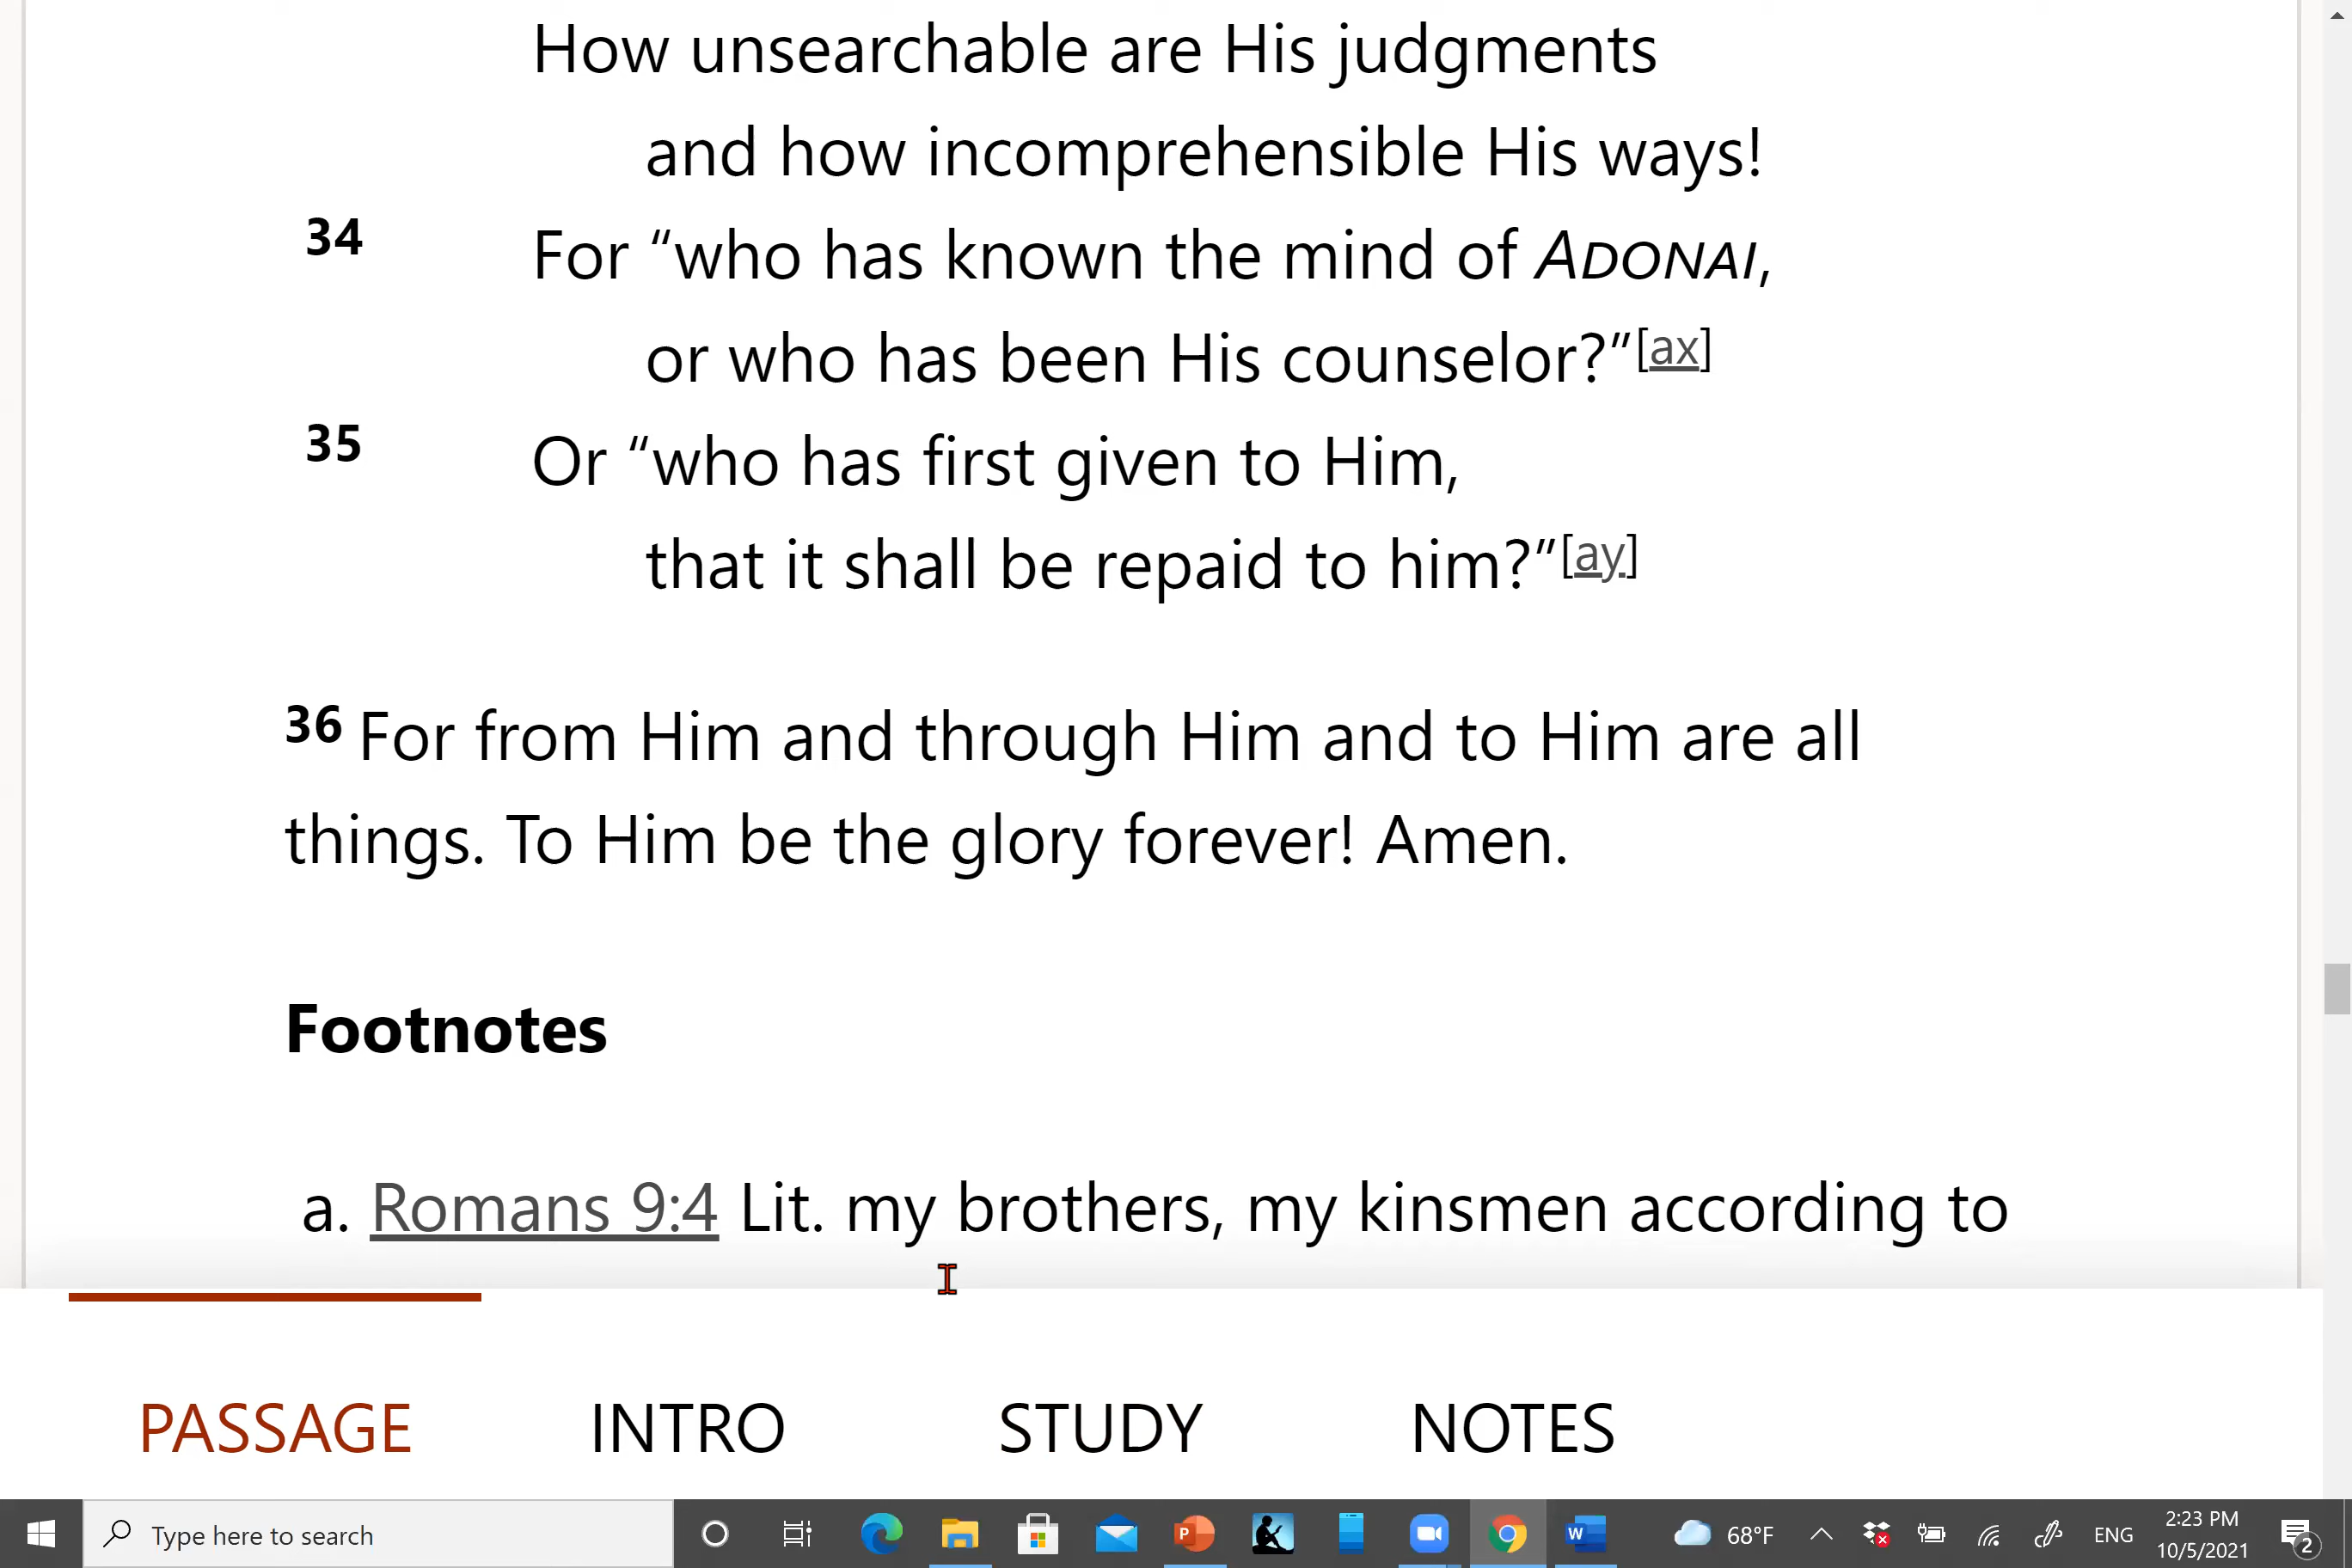 How unsearchable are His judgments
and how incomprehensible His ways!
34 For “who has known the mind of ADONAI,
or who has been His counselor?”[ax]
35 Or “who has first given to Him,
that it shall be repaid to him?”[ay]
36 For from Him and through Him and to Him are all
things. To Him be the glory forever! Amen.
Footnotes
a. Romans 9:4 Lit. my brothers, my kinsmen according to
PASSAGE INTRO STUDY NOTES
Type here to search P W 68°F ENG 2:23 PM
10/5/2021 2